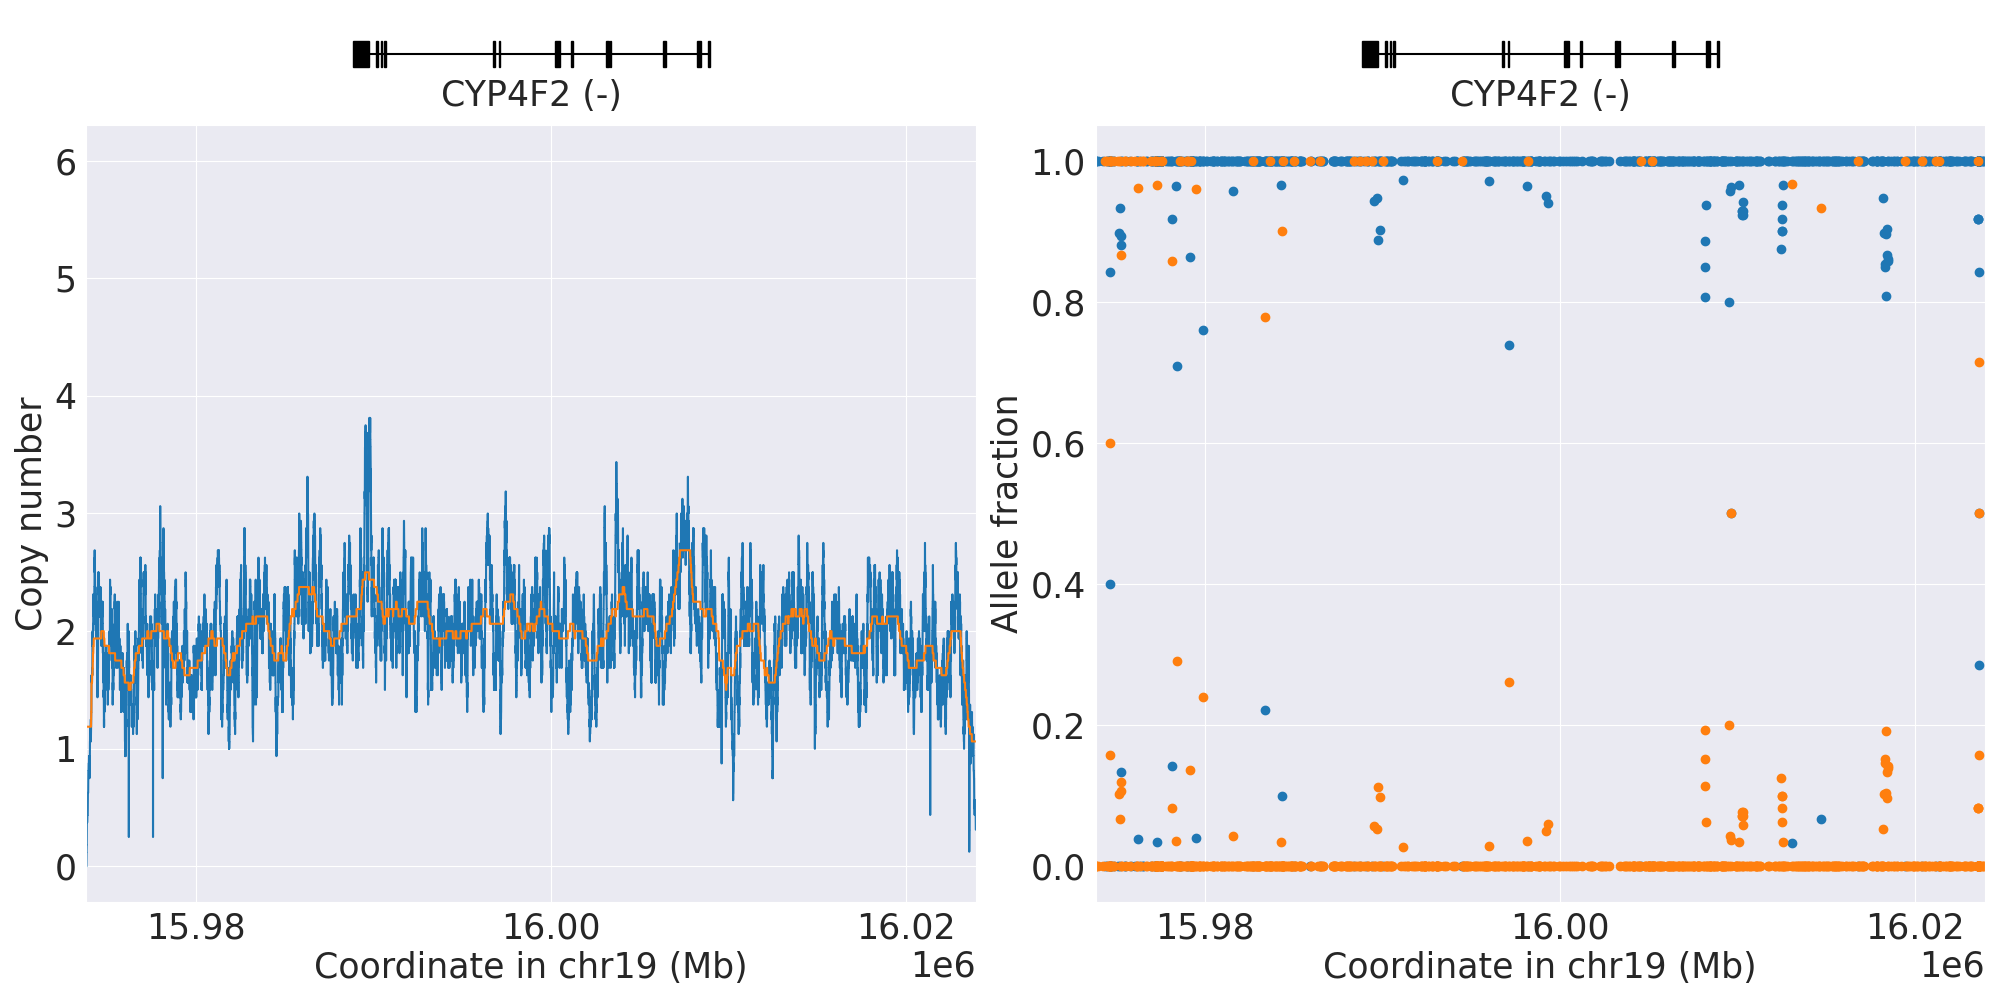 CYP4F2 (-)
6
5
4
3
2
1
0
Copy number
15.98
16.00
16.02
Coordinate in chr19 (Mb)
1e6
CYP4F2 (-)
1.0
0.8
0.6
0.4
0.2
0.0
Allele fraction
15.98
16.00
16.02
Coordinate in chr19 (Mb)
1e6